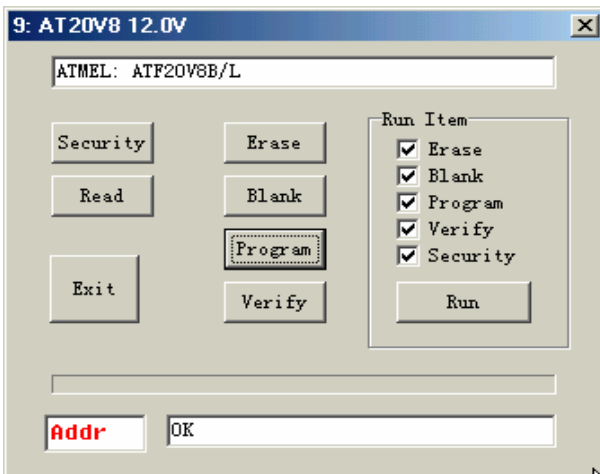 9: AT20V8 12.0V
ATMEL: ATF20V8B/L
Security
Erase
Read
Blank
Program
Exit
Verify
Run Item
Erase
Blank
Program
Verify
Security
Run
Addr
OK